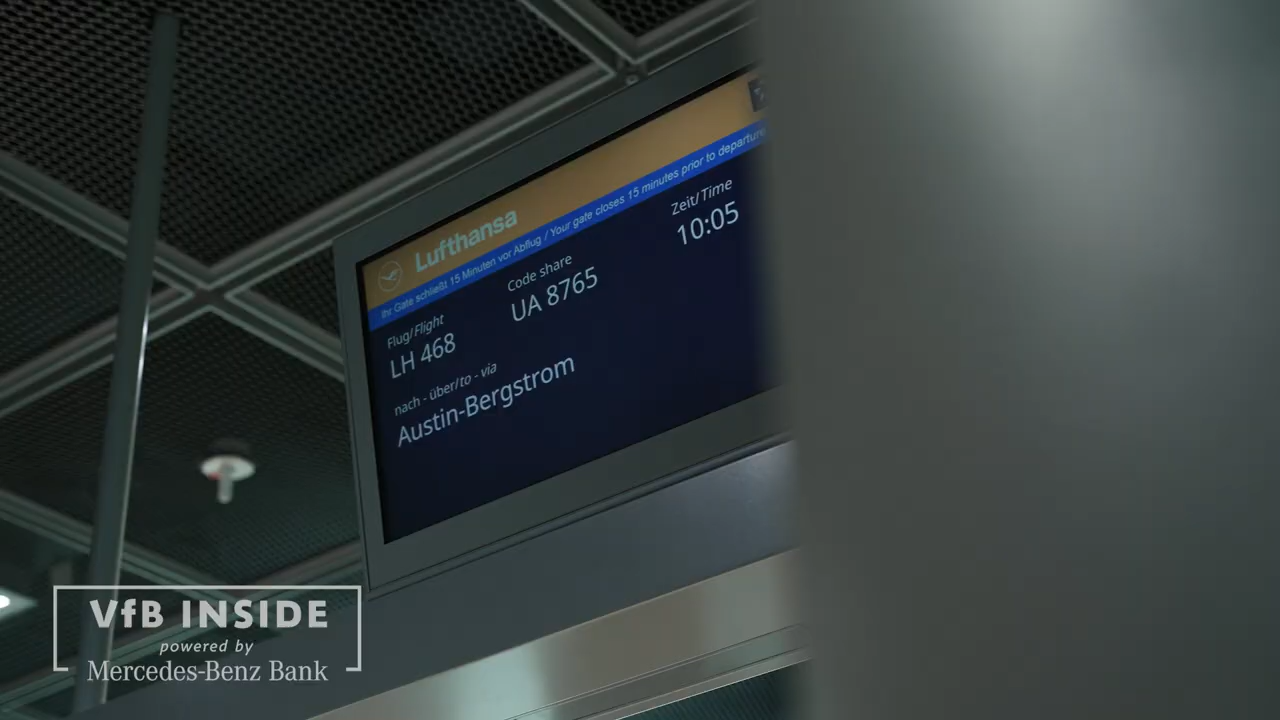 Lufthansa
Ihr Gate schließt 15 Minuten vor Abflug / Your gate closes 15 minutes prior to departure
Flug/Flight
LH 468
Code share
UA 8765
Zeit/Time
10:05
nach - über/to - via
Austin-Bergstrom
VfB INSIDE
powered by
Mercedes-Benz Bank